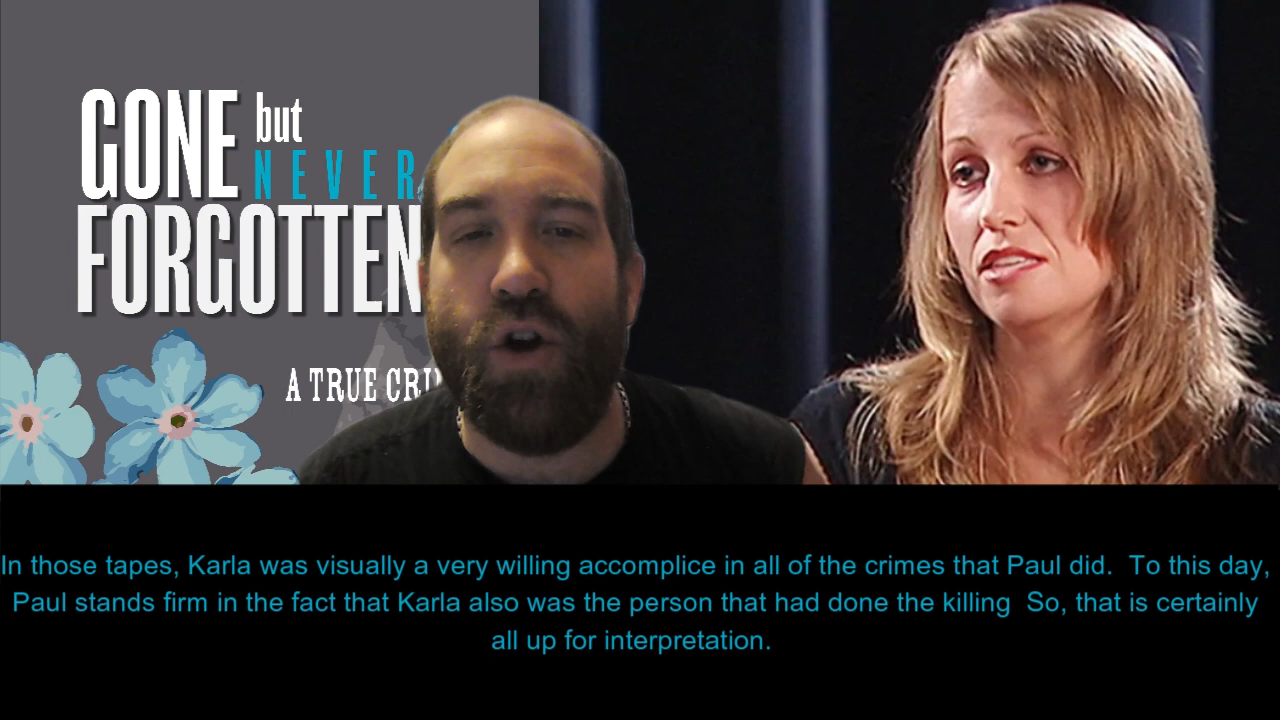 GONE but
NEVER
FORGOTTEN
A TRUE CRI
In those tapes, Karla was visually a very willing accomplice in all of the crimes that Paul did.  To this day,
Paul stands firm in the fact that Karla also was the person that had done the killing  So, that is certainly
all up for interpretation.